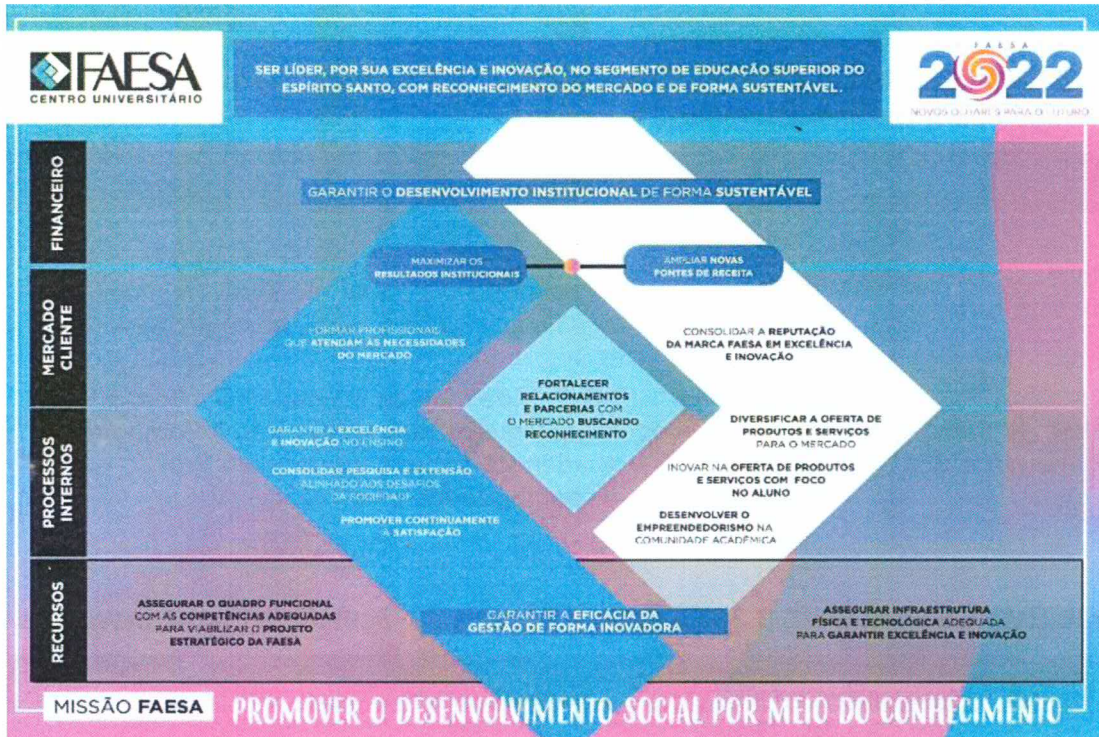 FAESA
CENTRO UNIVERSITÁRIO
SER LÍDER, POR SUA EXCELÊNCIA E INOVAÇÃO, NO SEGMENTO DE EDUCAÇÃO SUPERIOR DO
ESPÍRITO SANTO, COM RECONHECIMENTO DO MERCADO E DE FORMA SUSTENTÁVEL.
FAESA
2022
NOVOS OLHARES PARA O FUTURO
FINANCEIRO
GARANTIR O DESENVOLVIMENTO INSTITUCIONAL DE FORMA SUSTENTÁVEL
MAXIMIZAR OS
RESULTADOS INSTITUCIONAIS
AMPLIAR NOVAS
FONTES DE RECEITA
MERCADO
CLIENTE
FORMAR PROFISSIONAIS
QUE ATENDAM ÀS NECESSIDADES
DO MERCADO
CONSOLIDAR A REPUTAÇÃO
DA MARCA FAESA EM EXCELÊNCIA
E INOVAÇÃO
FORTALECER
RELACIONAMENTOS
E PARCERIAS COM
O MERCADO BUSCANDO
RECONHECIMENTO
PROCESSOS
INTERNOS
GARANTIR A EXCELÊNCIA
E INOVAÇÃO NO ENSINO
CONSOLIDAR PESQUISA E EXTENSÃO
ALINHADO AOS DESAFIOS
DA SOCIEDADE
PROMOVER CONTINUAMENTE
A SATISFAÇÃO
DIVERSIFICAR A OFERTA DE
PRODUTOS E SERVIÇOS
PARA O MERCADO
INOVAR NA OFERTA DE PRODUTOS
E SERVIÇOS COM FOCO
NO ALUNO
DESENVOLVER O
EMPREENDEDORISMO NA
COMUNIDADE ACADÊMICA
RECURSOS
ASSEGURAR O QUADRO FUNCIONAL
COM AS COMPETÊNCIAS ADEQUADAS
PARA VIABILIZAR O PROJETO
ESTRATÉGICO DA FAESA
GARANTIR A EFICÁCIA DA
GESTÃO DE FORMA INOVADORA
ASSEGURAR INFRAESTRUTURA
FÍSICA E TECNOLÓGICA ADEQUADA
PARA GARANTIR EXCELÊNCIA E INOVAÇÃO
MISSÃO FAESA
PROMOVER O DESENVOLVIMENTO SOCIAL POR MEIO DO CONHECIMENTO